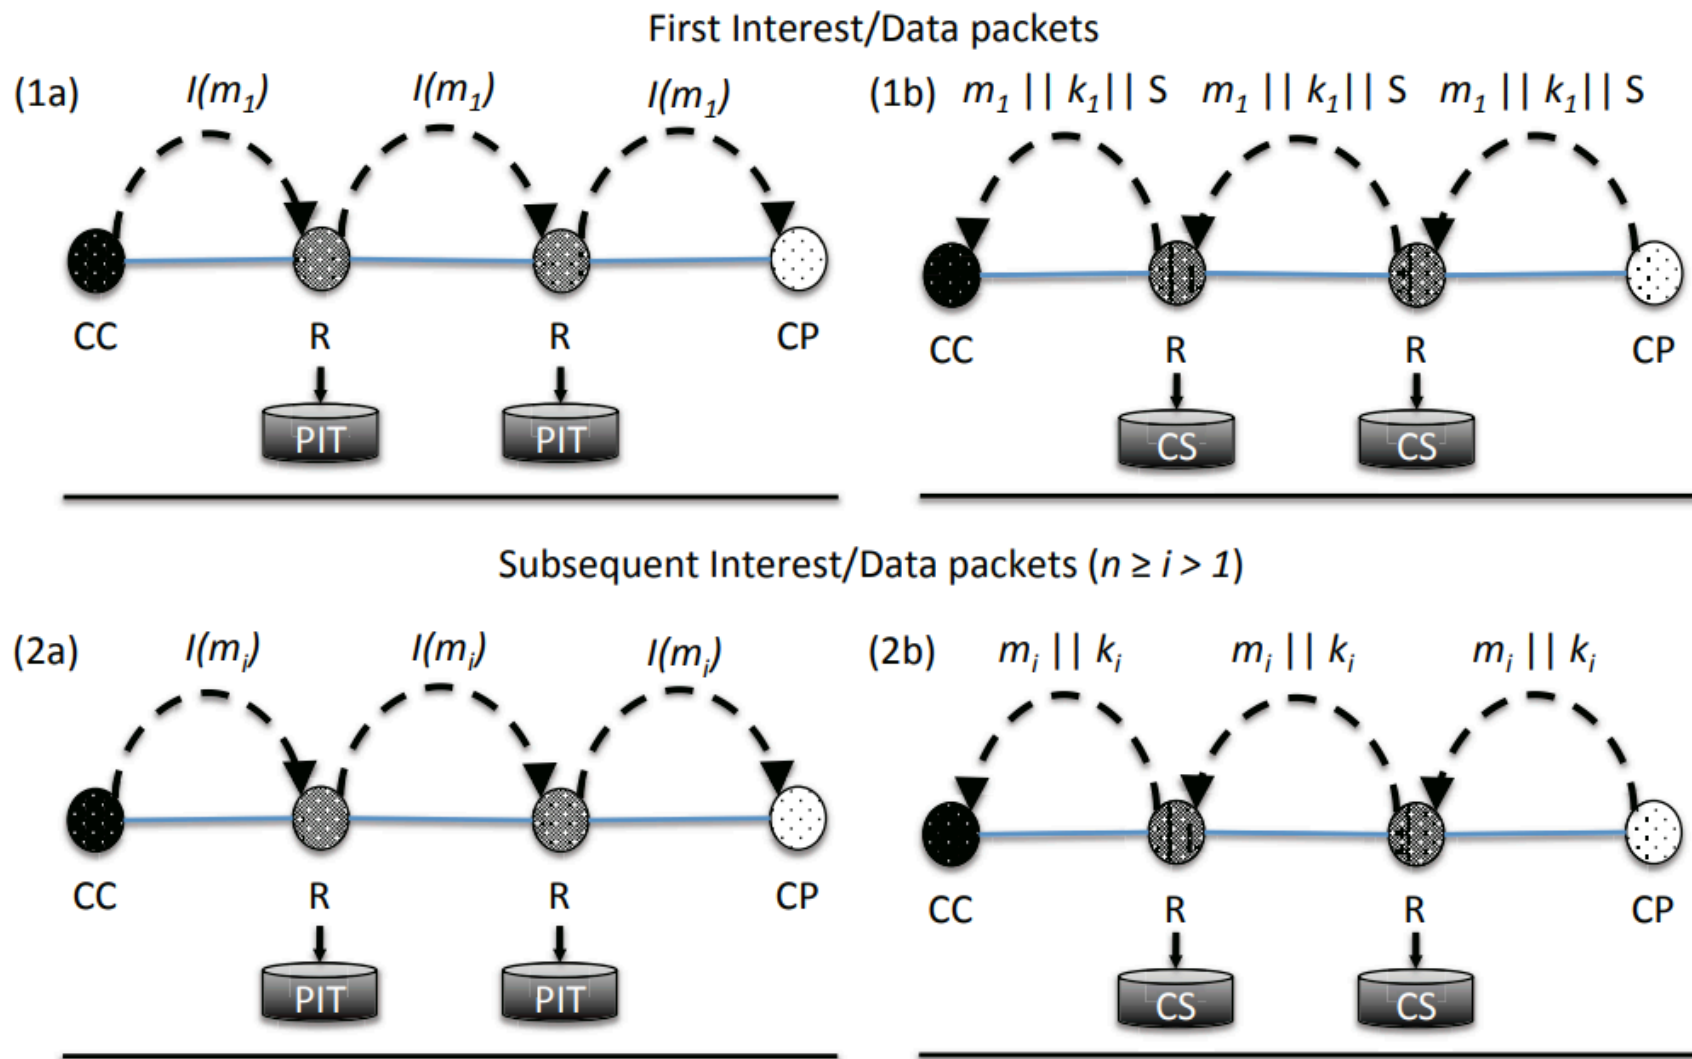 First Interest/Data packets
(1a) I(m₁) I(m₁) I(m₁)
CC R R CP
PIT PIT
(1b) m₁ || k₁|| S m₁ || k₁|| S m₁ || k₁|| S
CC R R CP
CS CS
Subsequent Interest/Data packets (n ≥ i > 1)
(2a) I(mᵢ) I(mᵢ) I(mᵢ)
CC R R CP
PIT PIT
(2b) mᵢ || kᵢ mᵢ || kᵢ mᵢ || kᵢ
CC R R CP
CS CS